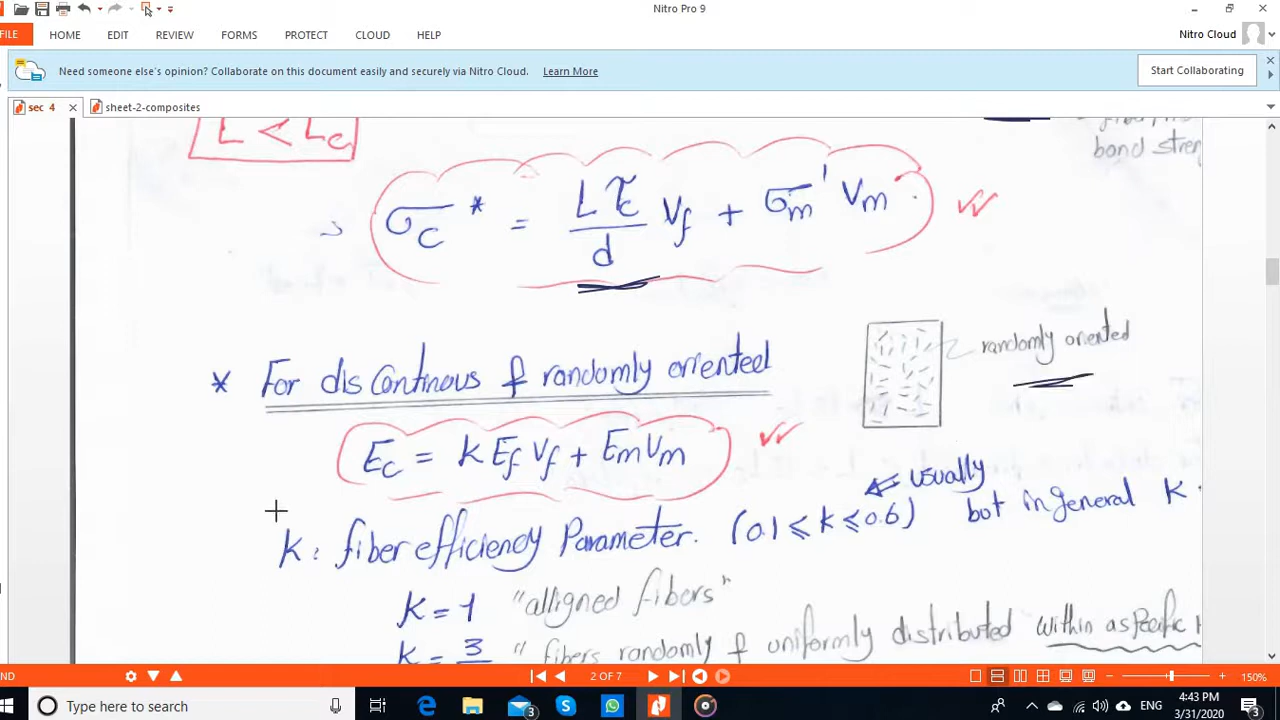 Nitro Pro 9
FILE HOME EDIT REVIEW FORMS PROTECT CLOUD HELP Nitro Cloud
Need someone else's opinion? Collaborate on this document easily and securely via Nitro Cloud. Learn More Start Collaborating
sec 4 sheet-2-composites
L < Lc
bond stren
σc* = Lτc/d Vf + σm' Vm
* For discontinous & randomly oriented
randomly oriented
Ec = K Ef Vf + Em Vm
usually
K: fiber efficiency Parameter. (0.1 ≤ K ≤ 0.6) but in general K
K = 1 "alligned fibers"
K = 3 "fibers randomly & uniformly distributed within a specific
2 OF 7 150%
Type here to search 3 ENG 4:43 PM 3/31/2020 3